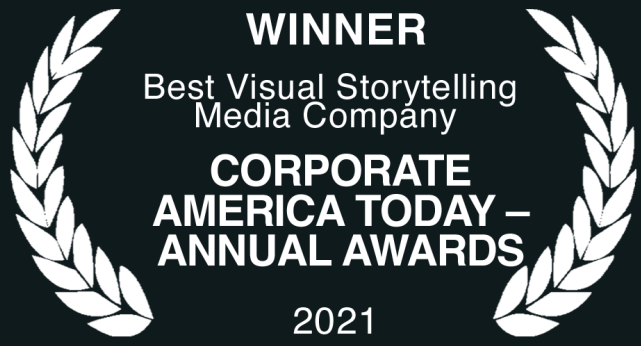 WINNER
Best Visual Storytelling
Media Company
CORPORATE
AMERICA TODAY –
ANNUAL AWARDS
2021